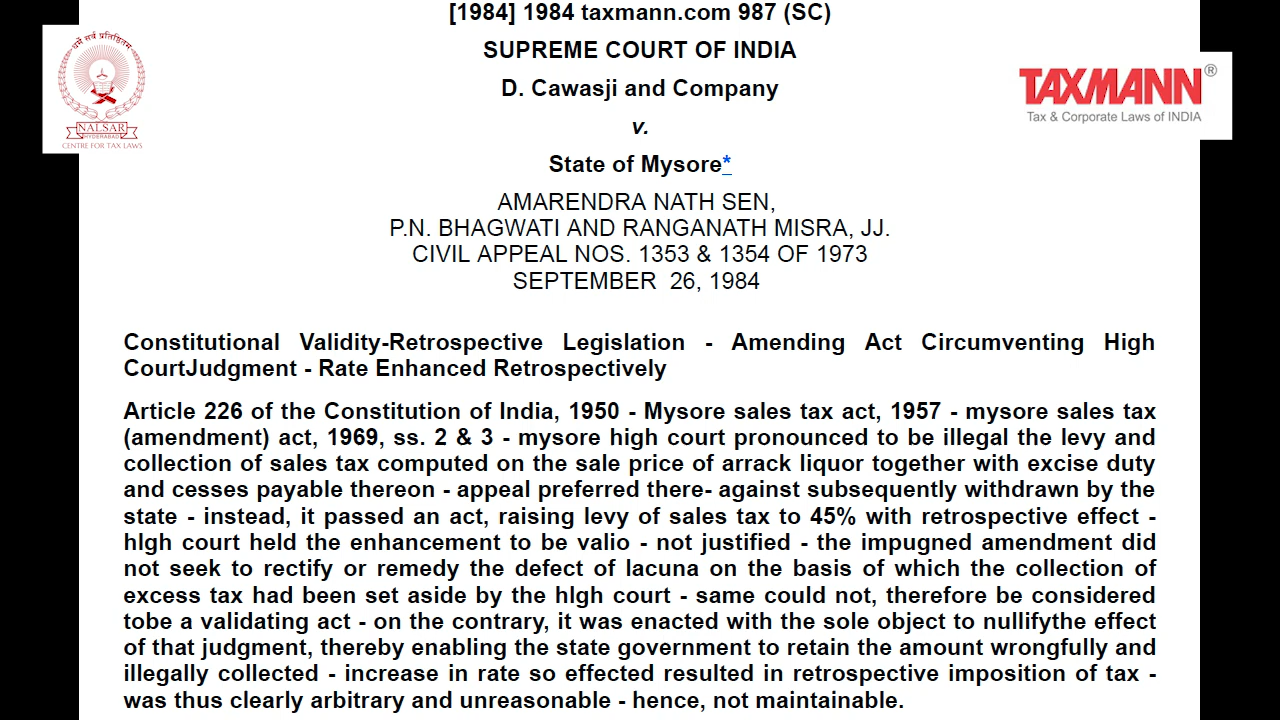 [1984] 1984 taxmann.com 987 (SC)
SUPREME COURT OF INDIA
D. Cawasji and Company
v.
State of Mysore*
AMARENDRA NATH SEN,
P.N. BHAGWATI AND RANGANATH MISRA, JJ.
CIVIL APPEAL NOS. 1353 & 1354 OF 1973
SEPTEMBER 26, 1984
धर्मे सर्वं प्रतिष्ठितम्
NALSAR
HYDERABAD
CENTRE FOR TAX LAWS
TAXMANN®
Tax & Corporate Laws of INDIA
Constitutional Validity-Retrospective Legislation - Amending Act Circumventing High
CourtJudgment - Rate Enhanced Retrospectively
Article 226 of the Constitution of India, 1950 - Mysore sales tax act, 1957 - mysore sales tax
(amendment) act, 1969, ss. 2 & 3 - mysore high court pronounced to be illegal the levy and
collection of sales tax computed on the sale price of arrack liquor together with excise duty
and cesses payable thereon - appeal preferred there- against subsequently withdrawn by the
state - instead, it passed an act, raising levy of sales tax to 45% with retrospective effect -
hIgh court held the enhancement to be valio - not justified - the impugned amendment did
not seek to rectify or remedy the defect of lacuna on the basis of which the collection of
excess tax had been set aside by the hIgh court - same could not, therefore be considered
tobe a validating act - on the contrary, it was enacted with the sole object to nullifythe effect
of that judgment, thereby enabling the state government to retain the amount wrongfully and
illegally collected - increase in rate so effected resulted in retrospective imposition of tax -
was thus clearly arbitrary and unreasonable - hence, not maintainable.